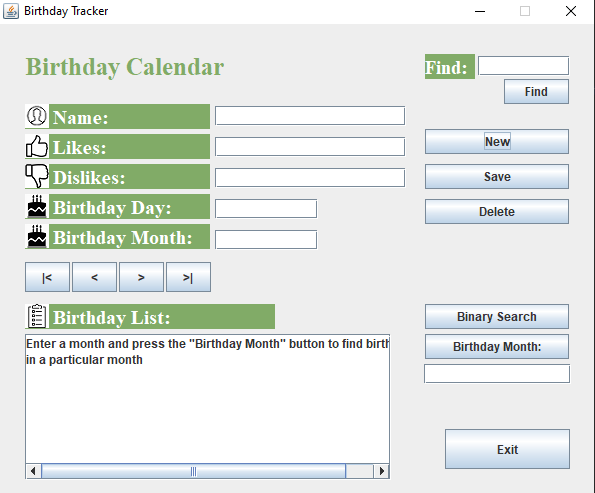 Birthday Tracker
Birthday Calendar
Find:
Find
Name:
Likes:
New
Dislikes:
Save
Birthday Day:
Delete
Birthday Month:
|<
<
>
>|
Birthday List:
Binary Search
Enter a month and press the "Birthday Month" button to find birth
in a particular month
Birthday Month:
Exit